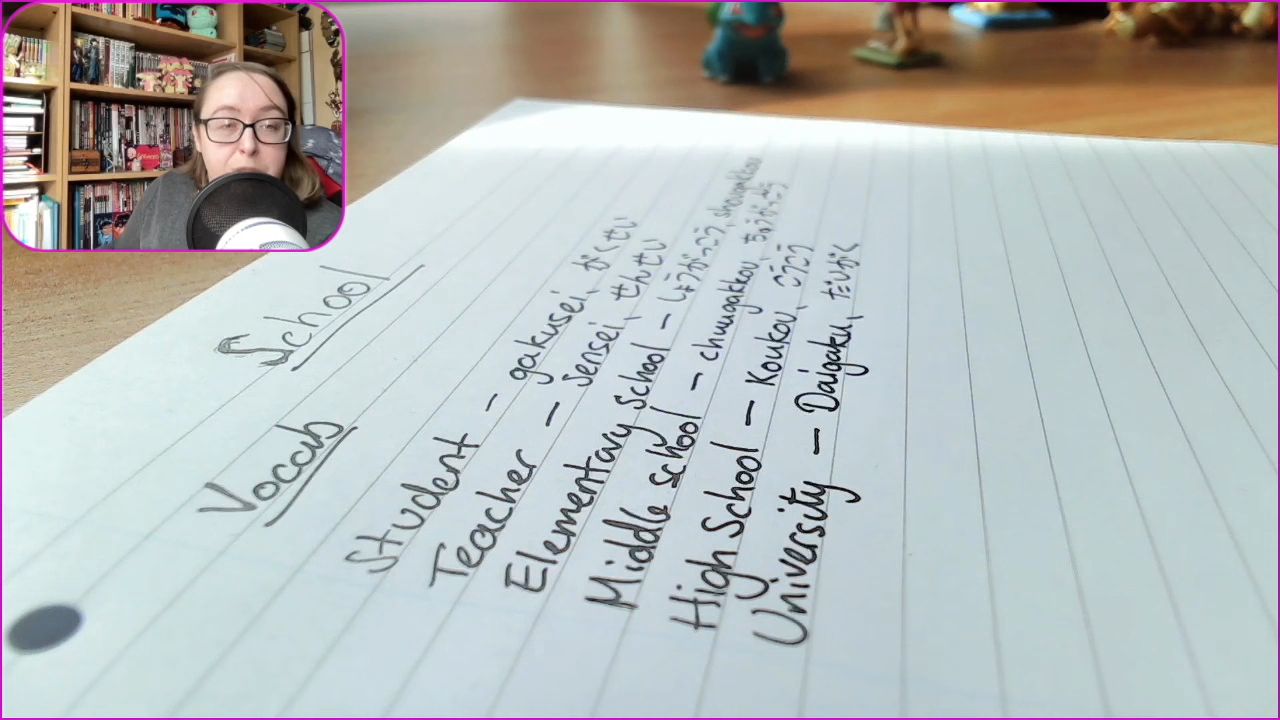 School
Vocab
Student - gakusei, がくせい
Teacher - Sensei, せんせい
Elementary School - しょうがっこう, shougakkou
Middle school - chuugakkou, ちゅうがっこう
High School - Koukou, こうこう
University - Daigaku, だいがく